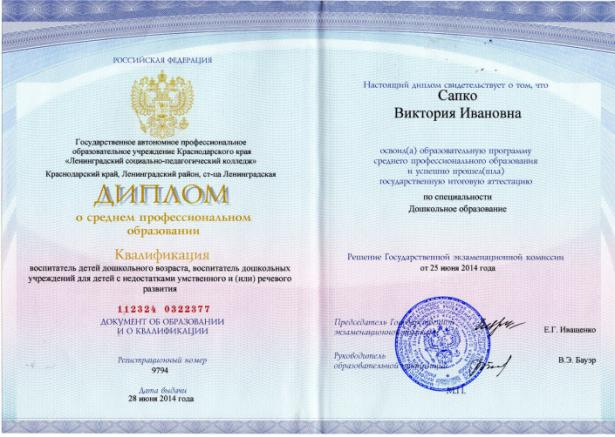 РОССИЙСКАЯ ФЕДЕРАЦИЯ
Государственное автономное профессиональное
образовательное учреждение Краснодарского края
«Ленинградский социально-педагогический колледж»
Краснодарский край, Ленинградский район, ст-ца Ленинградская
ДИПЛОМ
о среднем профессиональном
образовании
Квалификация
воспитатель детей дошкольного возраста, воспитатель дошкольных
учреждений для детей с недостатками умственного и (или) речевого
развития
112324 0322377
ДОКУМЕНТ ОБ ОБРАЗОВАНИИ
И О КВАЛИФИКАЦИИ
Регистрационный номер
9794
Дата выдачи
28 июня 2014 года
Настоящий диплом свидетельствует о том, что
Сапко
Виктория Ивановна
освоил(а) образовательную программу
среднего профессионального образования
и успешно прошел(шла)
государственную итоговую аттестацию
по специальности
Дошкольное образование
Решение Государственной экзаменационной комиссии
от 25 июня 2014 года
Председатель
экзаменационной
Е.Г. Иващенко
Руководитель
образовательной
В.Э. Бауэр
М.П.